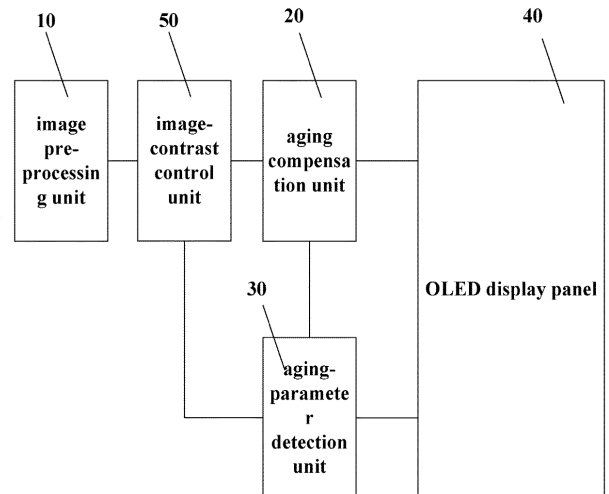 10
50
20
40
image
pre-
processin
g unit
image-
contrast
control
unit
aging
compensa
tion unit
OLED display panel
30
aging-
paramete
r
detection
unit